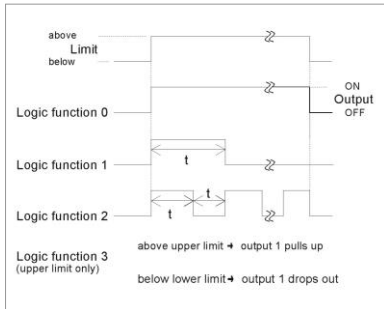 above
Limit
below
ON
Output
OFF
Logic function 0
Logic function 1
t
Logic function 2
t
t
Logic function 3
(upper limit only)
above upper limit → output 1 pulls up
below lower limit → output 1 drops out